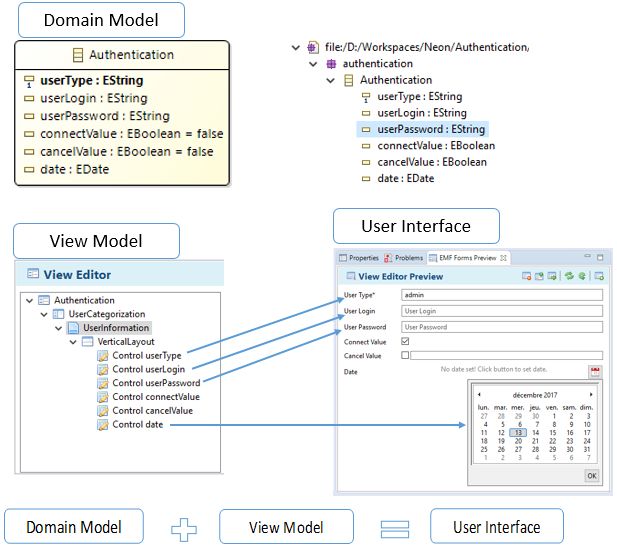 Domain Model
Authentication
1
userType : EString
userLogin : EString
userPassword : EString
connectValue : EBoolean = false
cancelValue : EBoolean = false
date : EDate
file:/D:/Workspaces/Neon/Authentication/
authentication
Authentication
1
userType : EString
userLogin : EString
userPassword : EString
connectValue : EBoolean
cancelValue : EBoolean
date : EDate
View Model
View Editor
Authentication
UserCategorization
UserInformation
VerticalLayout
Control userType
Control userLogin
Control userPassword
Control connectValue
Control cancelValue
Control date
User Interface
Properties Problems EMF Forms Preview
View Editor Preview
User Type* admin
User Login User Login
User Password User Password
Connect Value
Cancel Value
Date No date set! Click button to set date.
décembre 2017
lun. mar. mer. jeu. ven. sam. dim.
27 28 29 30 1 2 3
4 5 6 7 8 9 10
11 12 13 14 15 16 17
18 19 20 21 22 23 24
25 26 27 28 29 30 31
1 2 3 4 5 6 7
OK
Domain Model + View Model = User Interface